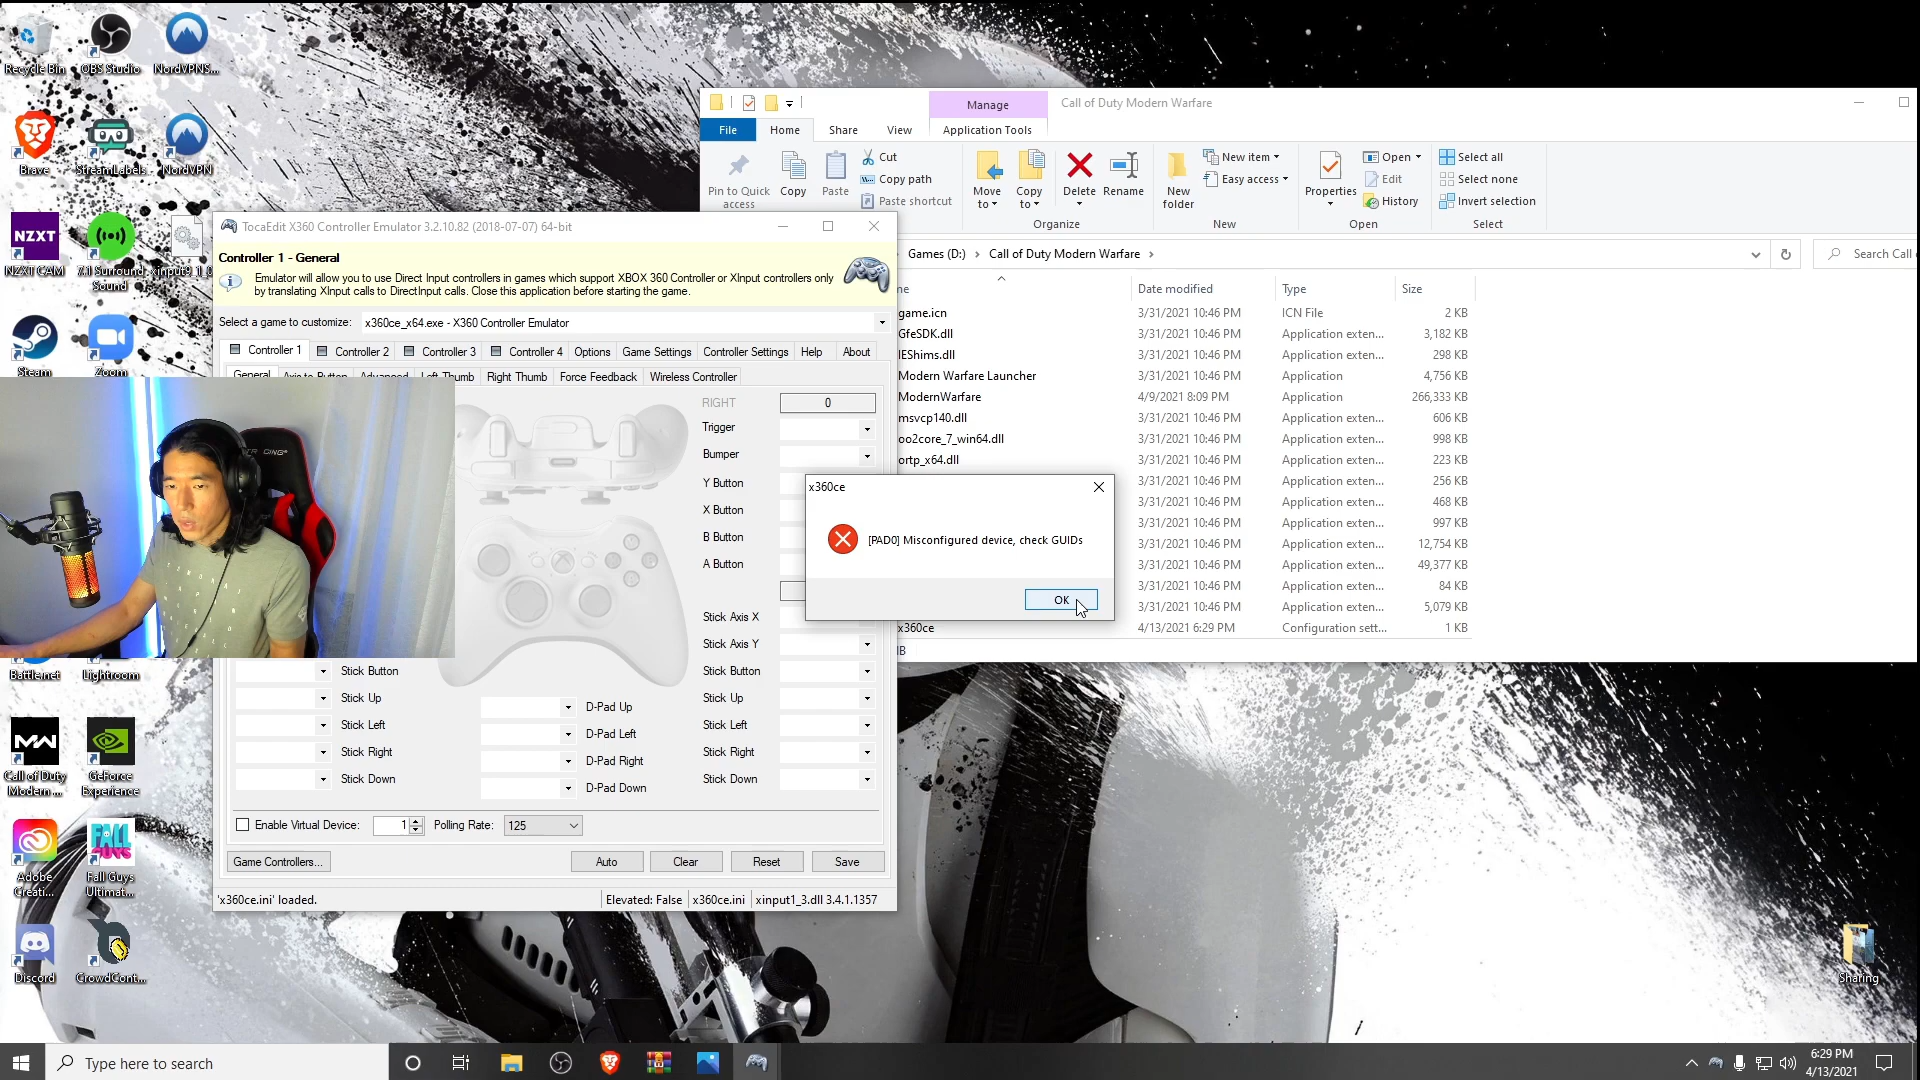 Recycle Bin
OBS Studio
NordVPNS...
Brave
StreamLabels...
NordVPN
NZXT
NZXT CAM
7.1 Surround Sound
xinput9_1_0
Steam
Zoom
Battle.net
Lightroom
Call of Duty Modern ...
GeForce Experience
Adobe Creati...
FALL GUYS
Fall Guys Ultimat...
Discord
CrowdCont...
Sharing
Manage
Call of Duty Modern Warfare
File
Home
Share
View
Application Tools
Pin to Quick access
Copy
Paste
Cut
Copy path
Paste shortcut
Move to
Copy to
Delete
Rename
Organize
New folder
New item
Easy access
New
Properties
Open
Edit
History
Open
Select all
Select none
Invert selection
Select
Games (D:) › Call of Duty Modern Warfare ›
Search Call
Date modified Type Size
game.icn 3/31/2021 10:46 PM ICN File 2 KB
GfeSDK.dll 3/31/2021 10:46 PM Application exten... 3,182 KB
IEShims.dll 3/31/2021 10:46 PM Application exten... 298 KB
Modern Warfare Launcher 3/31/2021 10:46 PM Application 4,756 KB
ModernWarfare 4/9/2021 8:09 PM Application 266,333 KB
msvcp140.dll 3/31/2021 10:46 PM Application exten... 606 KB
oo2core_7_win64.dll 3/31/2021 10:46 PM Application exten... 998 KB
ortp_x64.dll 3/31/2021 10:46 PM Application exten... 223 KB
3/31/2021 10:46 PM Application exten... 256 KB
3/31/2021 10:46 PM Application exten... 468 KB
3/31/2021 10:46 PM Application exten... 997 KB
3/31/2021 10:46 PM Application exten... 12,754 KB
3/31/2021 10:46 PM Application exten... 49,377 KB
3/31/2021 10:46 PM Application exten... 84 KB
3/31/2021 10:46 PM Application exten... 5,079 KB
x360ce 4/13/2021 6:29 PM Configuration sett... 1 KB
TocaEdit X360 Controller Emulator 3.2.10.82 (2018-07-07) 64-bit
Controller 1 - General
Emulator will allow you to use Direct Input controllers in games which support XBOX 360 Controller or XInput controllers only
by translating XInput calls to DirectInput calls. Close this application before starting the game.
Select a game to customize: x360ce_x64.exe - X360 Controller Emulator
Controller 1 Controller 2 Controller 3 Controller 4 Options Game Settings Controller Settings Help About
General Axis to Button Advanced Left Thumb Right Thumb Force Feedback Wireless Controller
RIGHT 0
Trigger
Bumper
Y Button
X Button
B Button
A Button
Stick Axis X
Stick Axis Y
Stick Button
Stick Up
Stick Left
Stick Right
Stick Down
Stick Button
Stick Up
Stick Left
Stick Right
Stick Down
D-Pad Up
D-Pad Left
D-Pad Right
D-Pad Down
Enable Virtual Device: 1 Polling Rate: 125
Game Controllers... Auto Clear Reset Save
'x360ce.ini' loaded. Elevated: False x360ce.ini xinput1_3.dll 3.4.1.1357
x360ce
[PAD0] Misconfigured device, check GUIDs
OK
Type here to search
6:29 PM
4/13/2021